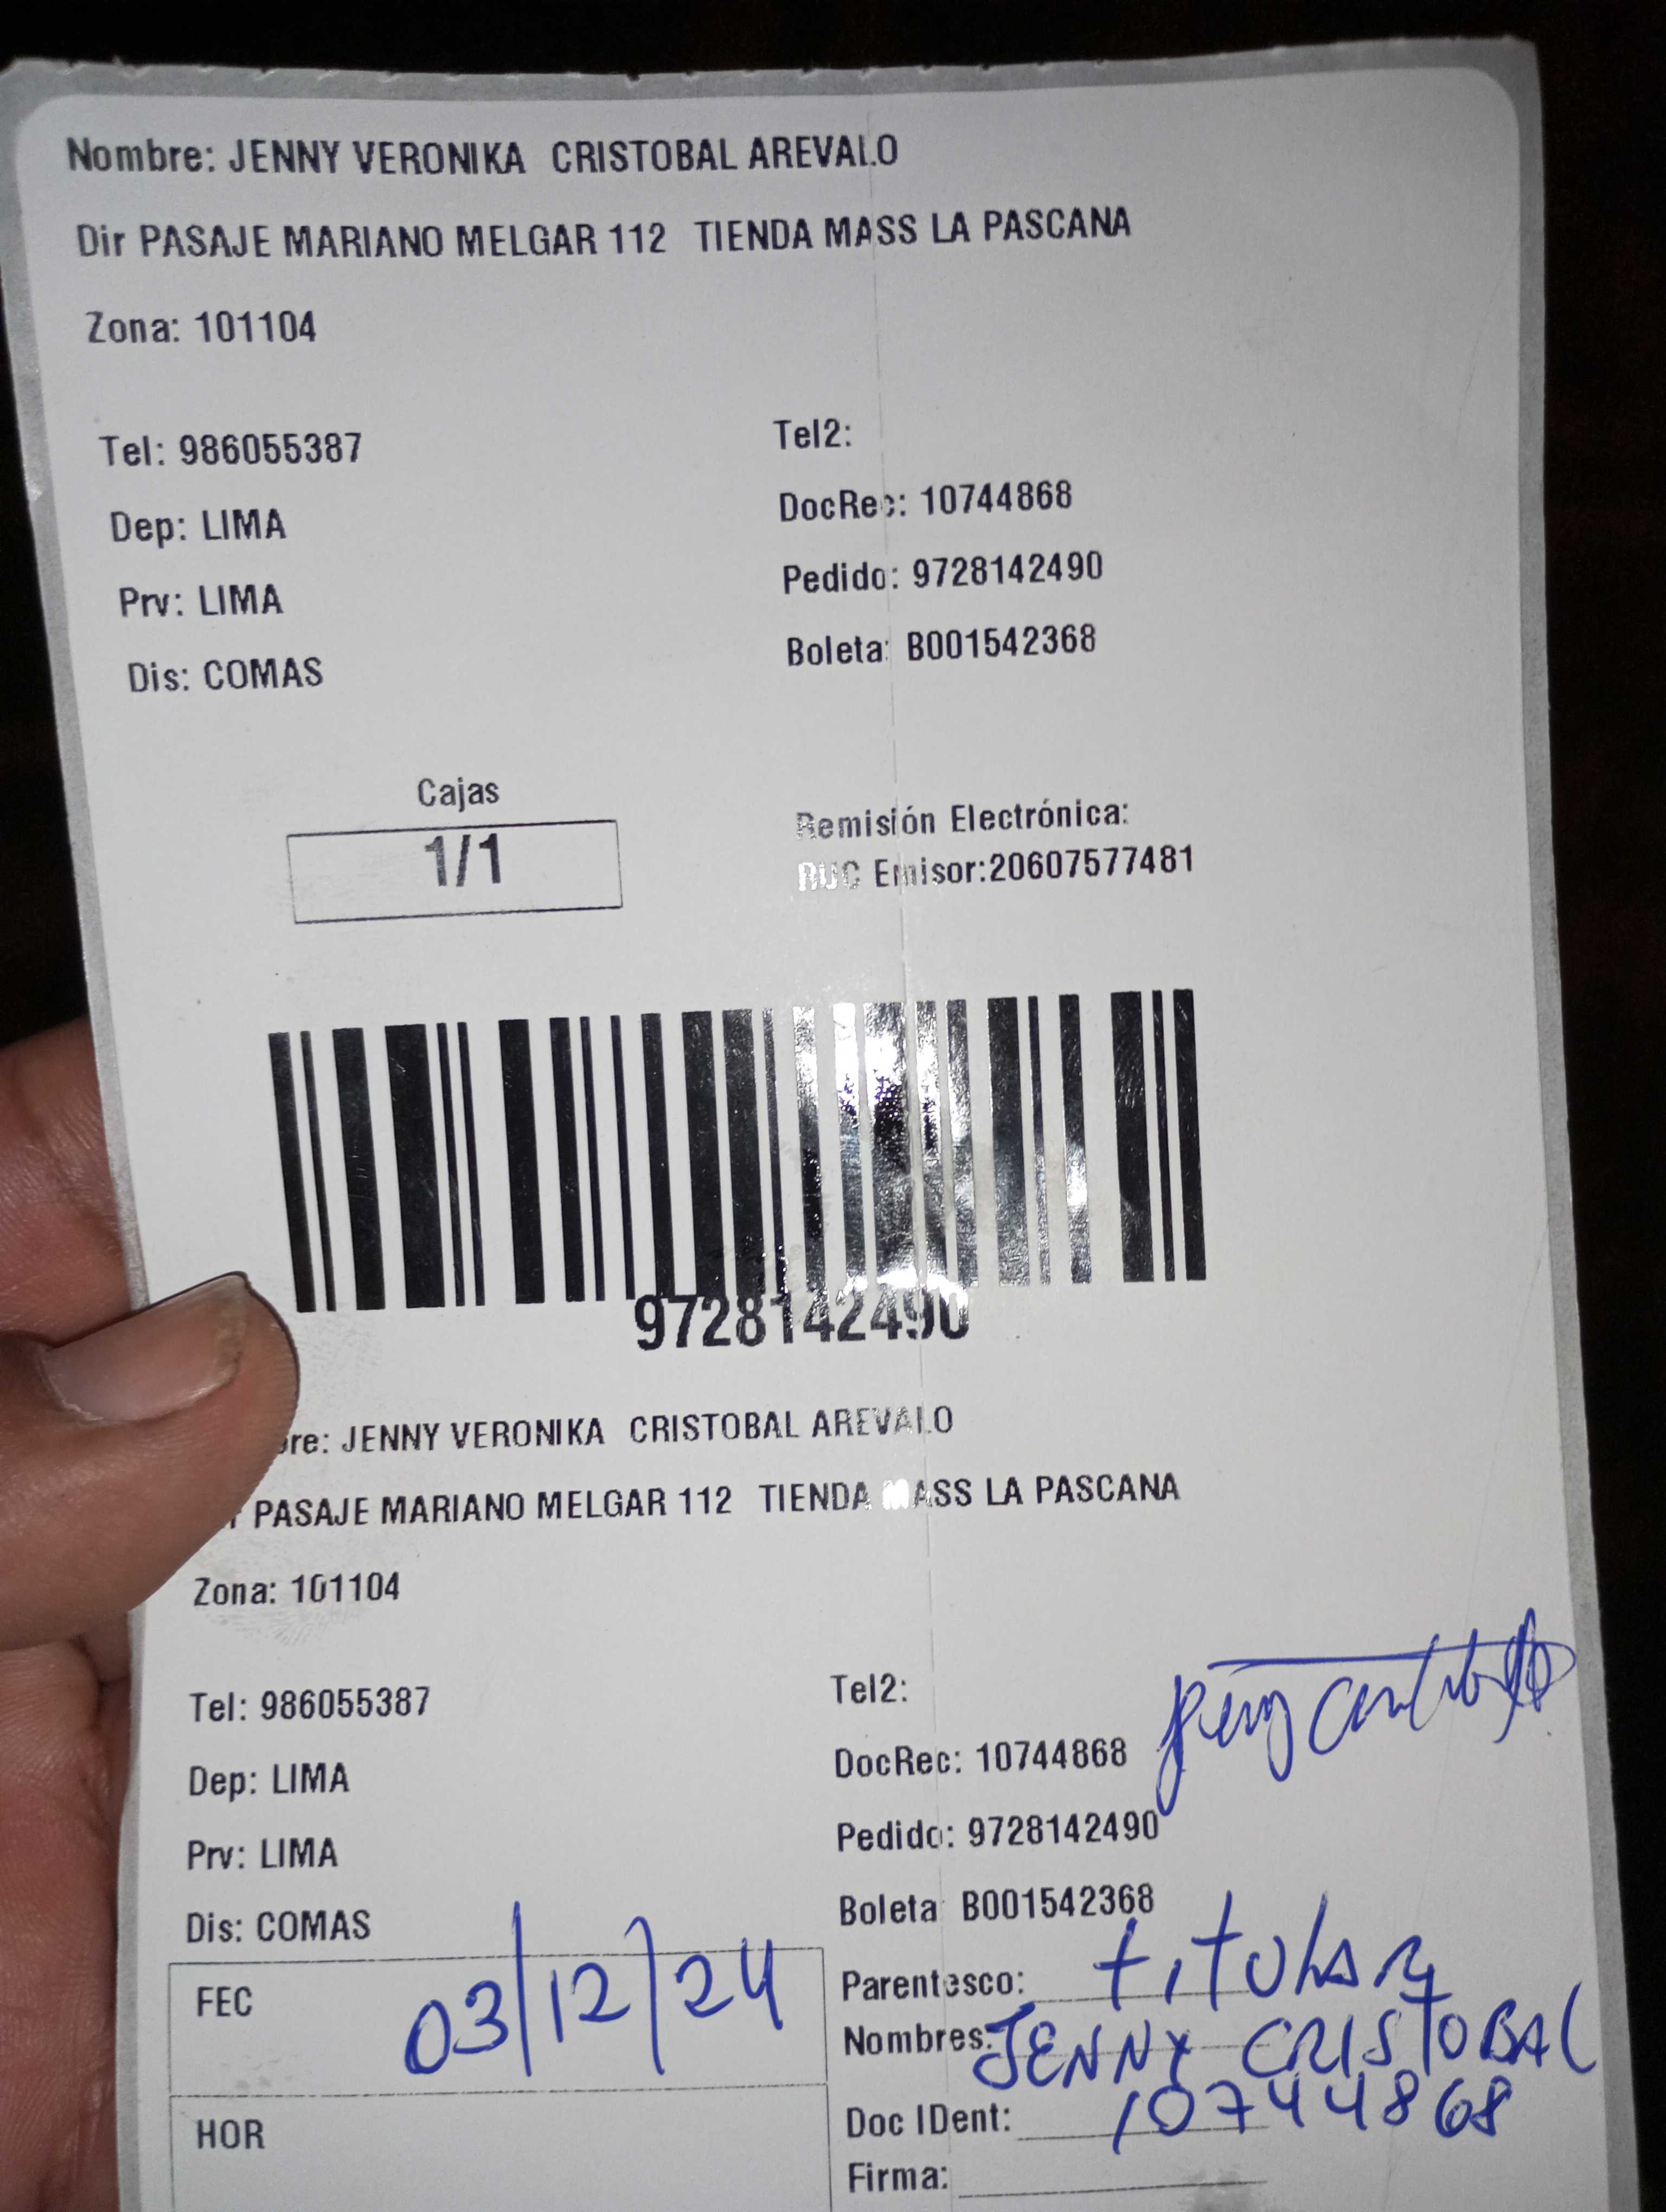 Nombre: JENNY VERONIKA CRISTOBAL AREVALO
Dir PASAJE MARIANO MELGAR 112 TIENDA MASS LA PASCANA
Zona: 101104
Tel: 986055387 Tel2:
Dep: LIMA DocRec: 10744868
Prv: LIMA Pedido: 9728142490
Dis: COMAS Boleta: B001542368
Cajas
1/1
Remisión Electrónica:
RUC Emisor:20607577481
9728142490
bre: JENNY VERONIKA CRISTOBAL AREVALO
r PASAJE MARIANO MELGAR 112 TIENDA MASS LA PASCANA
Zona: 101104
Tel: 986055387 Tel2:
Dep: LIMA DocRec: 10744868
Prv: LIMA Pedido: 9728142490
Dis: COMAS Boleta B001542368
FEC 03/12/24
Parentesco: titular
Nombres: JENNY CRISTOBAL
HOR
Doc IDent: 10744868
Firma: